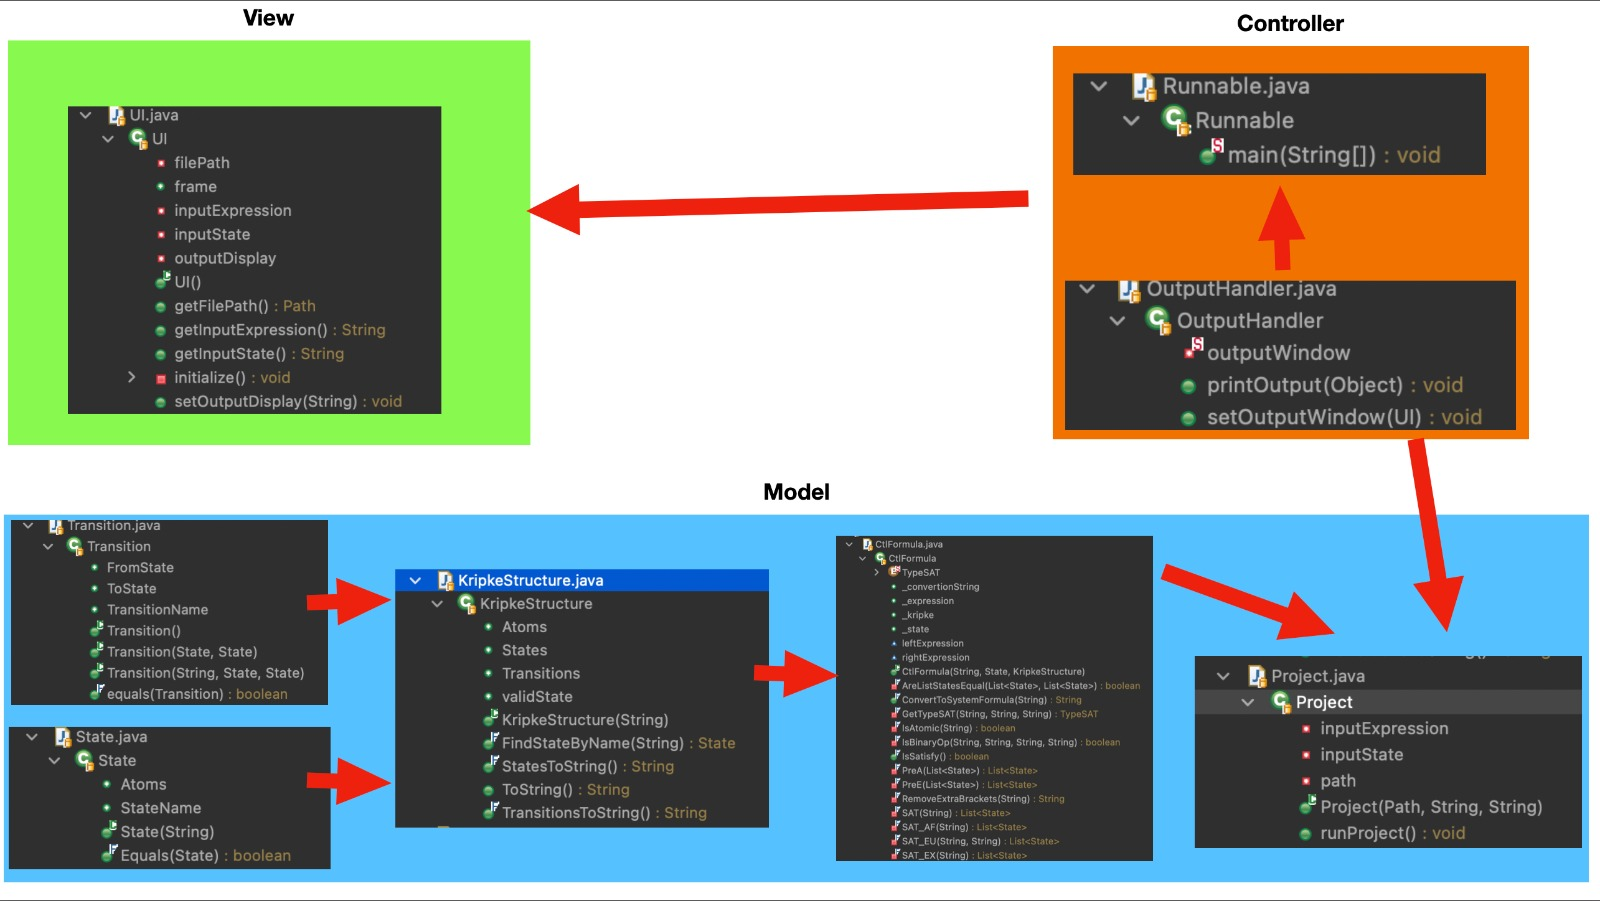 View
Controller
UI.java
UI
filePath
frame
inputExpression
inputState
outputDisplay
UI()
getFilePath() : Path
getInputExpression() : String
getInputState() : String
initialize() : void
setOutputDisplay(String) : void
Runnable.java
Runnable
main(String[]) : void
OutputHandler.java
OutputHandler
outputWindow
printOutput(Object) : void
setOutputWindow(UI) : void
Model
Transition.java
Transition
FromState
ToState
TransitionName
Transition()
Transition(State, State)
Transition(String, State, State)
equals(Transition) : boolean
State.java
State
Atoms
StateName
State(String)
Equals(State) : boolean
KripkeStructure.java
KripkeStructure
Atoms
States
Transitions
validState
KripkeStructure(String)
FindStateByName(String) : State
StatesToString() : String
ToString() : String
TransitionsToString() : String
CtlFormula.java
CtlFormula
TypeSAT
_convertionString
_expression
_kripke
_state
leftExpression
rightExpression
CtlFormula(String, State, KripkeStructure)
AreListStatesEqual(List<State>, List<State>) : boolean
ConvertToSystemFormula(String) : String
GetTypeSAT(String, String, String) : TypeSAT
IsAtomic(String) : boolean
IsBinaryOp(String, String, String, String) : boolean
IsSatisfy() : boolean
PreA(List<State>) : List<State>
PreE(List<State>) : List<State>
RemoveExtraBrackets(String) : String
SAT(String) : List<State>
SAT_AF(String) : List<State>
SAT_EU(String, String) : List<State>
SAT_EX(String) : List<State>
Project.java
Project
inputExpression
inputState
path
Project(Path, String, String)
runProject() : void